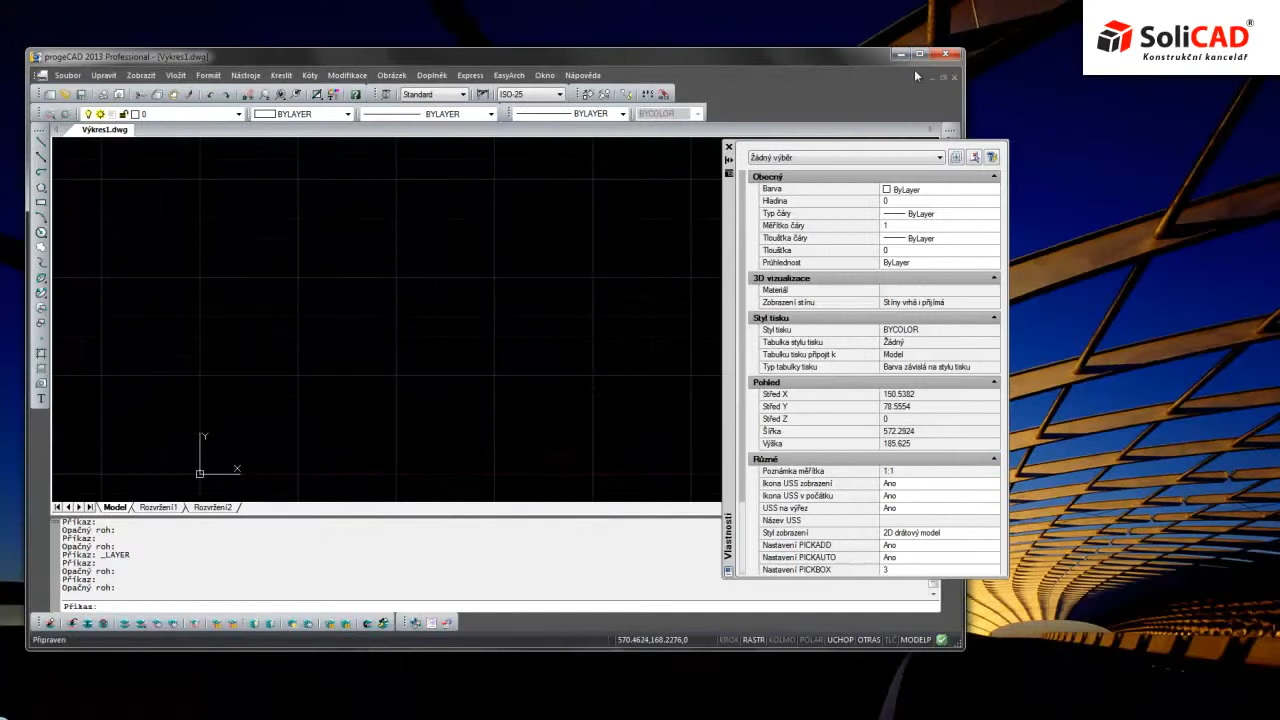 SoliCAD®
Konstrukční kancelář
progeCAD 2013 Professional - [Výkres1.dwg]
Soubor Upravit Zobrazit Vložit Formát Nástroje Kreslit Kóty Modifikace Obrázek Doplněk Express EasyArch Okno Nápověda
Standard ISO-25
0 BYLAYER BYLAYER BYLAYER BYCOLOR
Výkres1.dwg
Žádný výběr
Obecný
Barva ByLayer
Hladina 0
Typ čáry ByLayer
Měřítko čáry 1
Tloušťka čáry ByLayer
Tloušťka 0
Průhlednost ByLayer
3D vizualizace
Materiál
Zobrazení stínu Stíny vrhá i přijímá
Styl tisku
Styl tisku BYCOLOR
Tabulka stylu tisku Žádný
Tabulku tisku připojit k Model
Typ tabulky tisku Barva závislá na stylu tisku
Pohled
Střed X 150.5382
Střed Y 78.5554
Střed Z 0
Šířka 572.2924
Výška 185.625
Různé
Poznámka měřítka 1:1
Ikona USS zobrazení Ano
Ikona USS v počátku Ano
USS na výřez Ano
Název USS
Styl zobrazení 2D drátový model
Nastavení PICKADD Ano
Nastavení PICKAUTO Ano
Nastavení PICKBOX 3
Vlastnosti
Y
X
Model Rozvržení1 Rozvržení2
Příkaz:
Opačný roh:
Příkaz:
Opačný roh:
Příkaz: _LAYER
Příkaz:
Opačný roh:
Příkaz:
Opačný roh:
Příkaz:
Připraven 570.4624,168.2276,0 KROK RASTR KOLMO POLAR UCHOP OTRAS TLČ MODELP